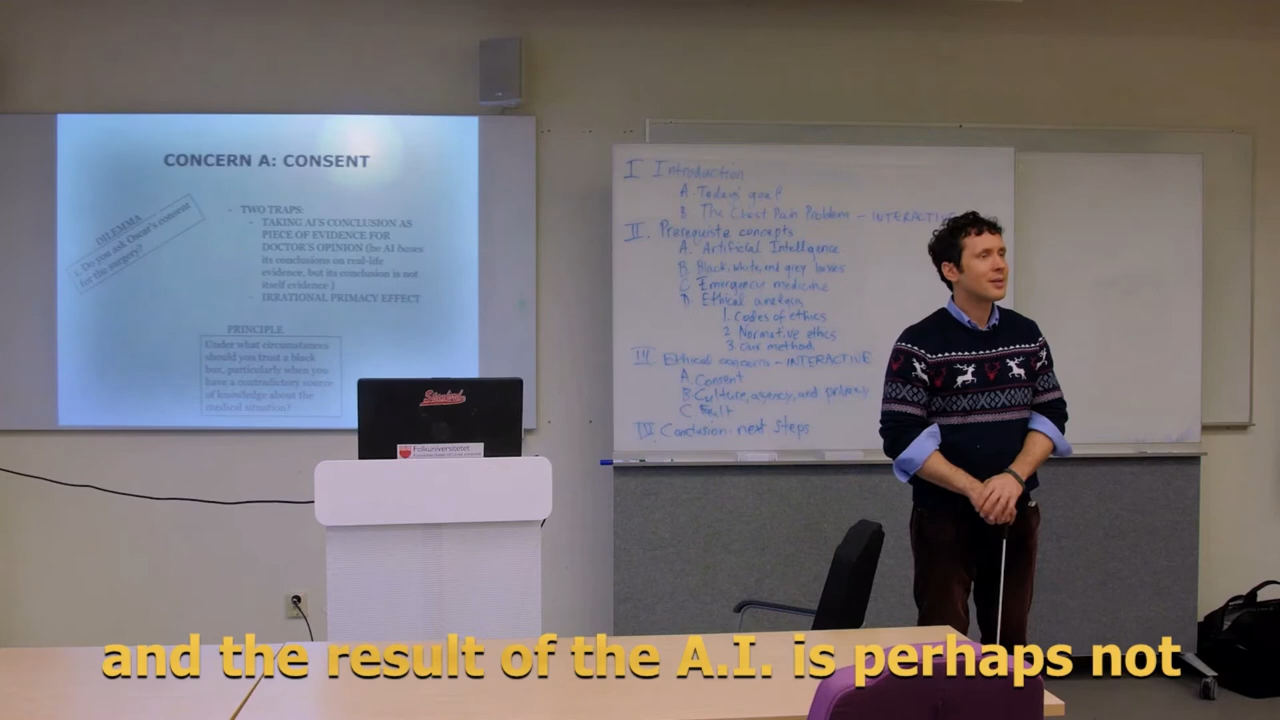 CONCERN A: CONSENT
DILEMMA
1. Do you ask Oscar's consent
for the surgery?
- TWO TRAPS:
- TAKING AI'S CONCLUSION AS
PIECE OF EVIDENCE FOR
DOCTOR'S OPINION (he AI bases
its conclusions on real-life
evidence, but its conclusion is not
itself evidence )
- IRRATIONAL PRIMACY EFFECT
PRINCIPLE
Under what circumstances
should you trust a black
box, particularly when you
have a contradictory source
of knowledge about the
medical situation?
Folkuniversitetet
I Introduction
A. Today's goal
B The Chest Pain Problem - INTERACTIVE
II. Prerequisite concepts
A. Artificial Intelligence
B. Black, white, and grey boxes
C Emergency medicine
D Ethical analysis
1. Codes of ethics
2 Normative ethics
3. Our methods
III Ethical concerns - INTERACTIVE
A. Consent
B. Culture, agency, and privacy
C. Fault
IV Conclusion: next steps
and the result of the A.I. is perhaps not